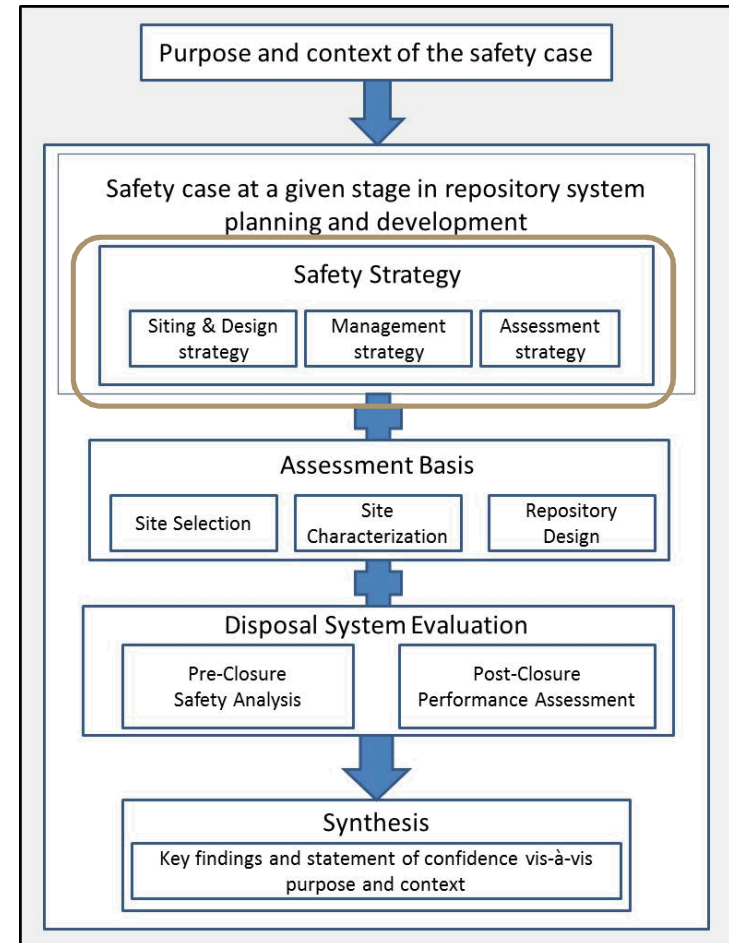 Purpose and context of the safety case
Safety case at a given stage in repository system
planning and development
Safety Strategy
Siting & Design
strategy
Management
strategy
Assessment
strategy
Assessment Basis
Site Selection
Site
Characterization
Repository
Design
Disposal System Evaluation
Pre-Closure
Safety Analysis
Post-Closure
Performance Assessment
Synthesis
Key findings and statement of confidence vis-à-vis
purpose and context